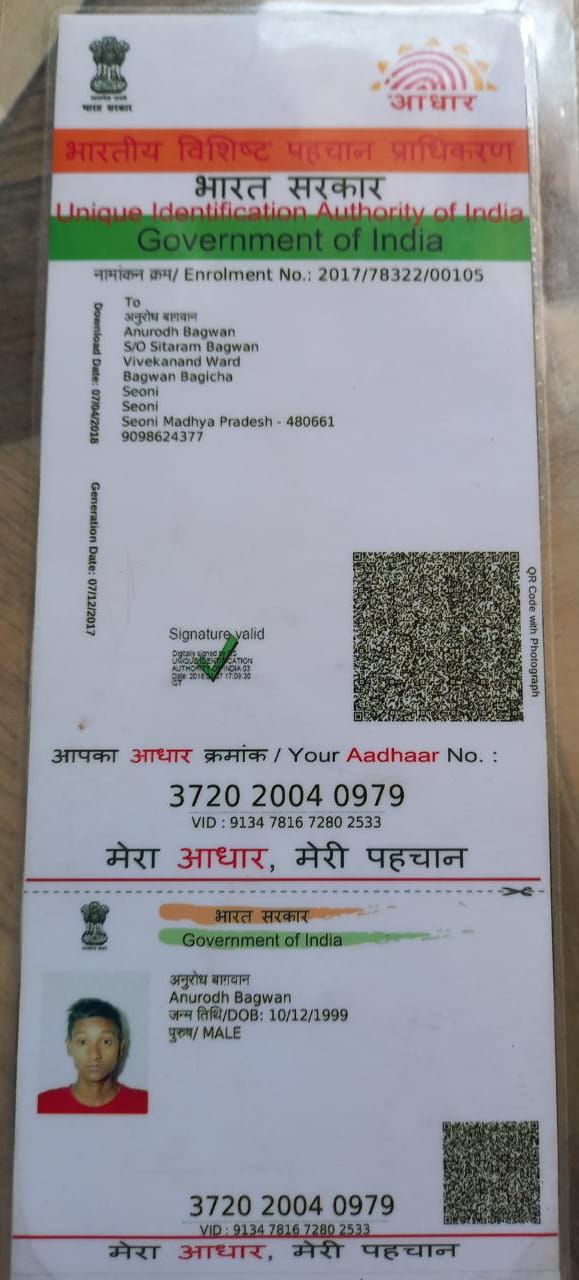 भारत सरकार
आधार
भारतीय विशिष्ट पहचान प्राधिकरण
भारत सरकार
Unique Identification Authority of India
Government of India
नामांकन क्रम/ Enrolment No.: 2017/78322/00105
To
अनुरोध बागवान
Anurodh Bagwan
S/O Sitaram Bagwan
Vivekanand Ward
Bagwan Bagicha
Seoni
Seoni
Seoni Madhya Pradesh - 480661
9098624377
Download Date: 07/04/2018
Generation Date: 07/12/2017
QR Code with Photograph
Signature valid
Digitally signed by
UNIQUE IDENTIFICATION
AUTHORITY OF INDIA 03
Date: 17:09:30
IST
आपका आधार क्रमांक / Your Aadhaar No. :
3720 2004 0979
VID : 9134 7816 7280 2533
मेरा आधार, मेरी पहचान
भारत सरकार
Government of India
अनुरोध बागवान
Anurodh Bagwan
जन्म तिथि/DOB: 10/12/1999
पुरुष/ MALE
3720 2004 0979
VID : 9134 7816 7280 2533
मेरा आधार, मेरी पहचान